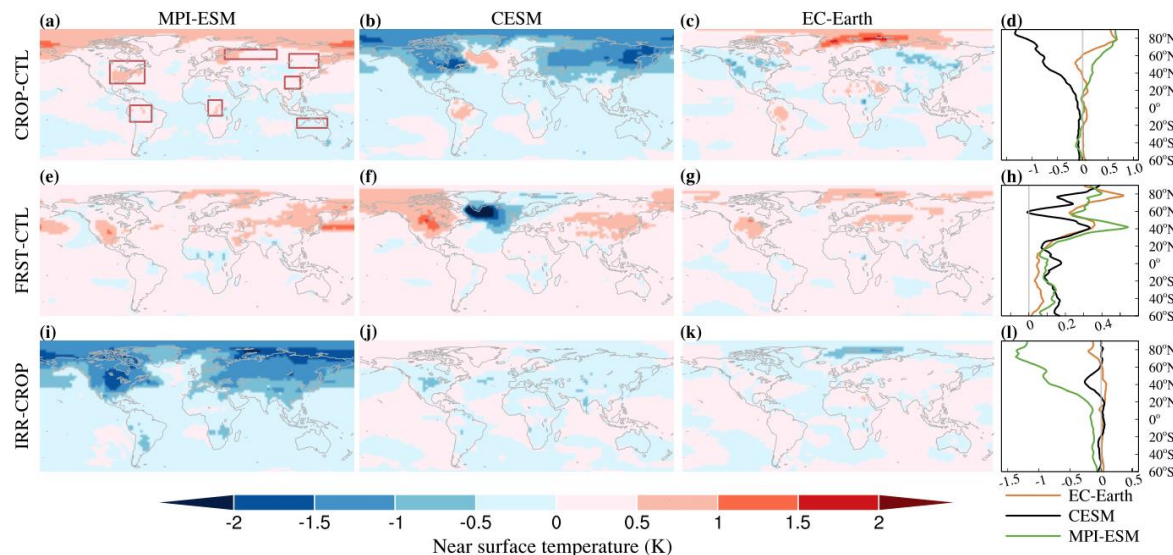 MPI-ESM CESM EC-Earth
(a) (b) (c) (d)
CROP-CTL
80°N
60°N
40°N
20°N
0°
20°S
40°S
60°S
-1 -0.5 0 0.5 1.0
(e) (f) (g) (h)
FRST-CTL
80°N
60°N
40°N
20°N
0°
20°S
40°S
60°S
0 0.2 0.4
(i) (j) (k) (l)
IRR-CROP
80°N
60°N
40°N
20°N
0°
20°S
40°S
60°S
-1.5 -1 -0.5 0 0.5
-2 -1.5 -1 -0.5 0 0.5 1 1.5 2
Near surface temperature (K)
EC-Earth
CESM
MPI-ESM